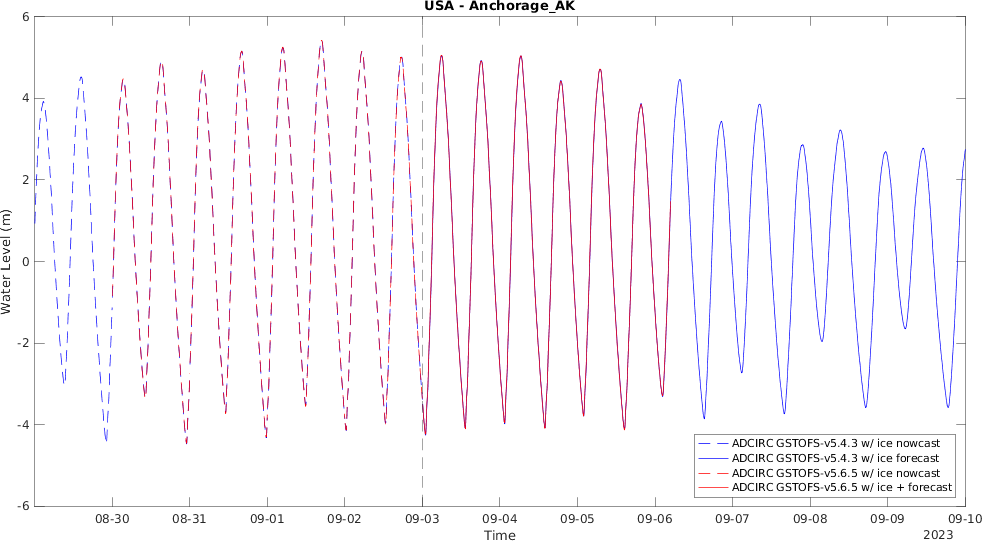 USA - Anchorage_AK
6
4
2
0
-2
-4
-6
Water Level (m)
08-30 08-31 09-01 09-02 09-03 09-04 09-05 09-06 09-07 09-08 09-09 09-10
Time
2023
ADCIRC GSTOFS-v5.4.3 w/ ice nowcast
ADCIRC GSTOFS-v5.4.3 w/ ice forecast
ADCIRC GSTOFS-v5.6.5 w/ ice nowcast
ADCIRC GSTOFS-v5.6.5 w/ ice + forecast